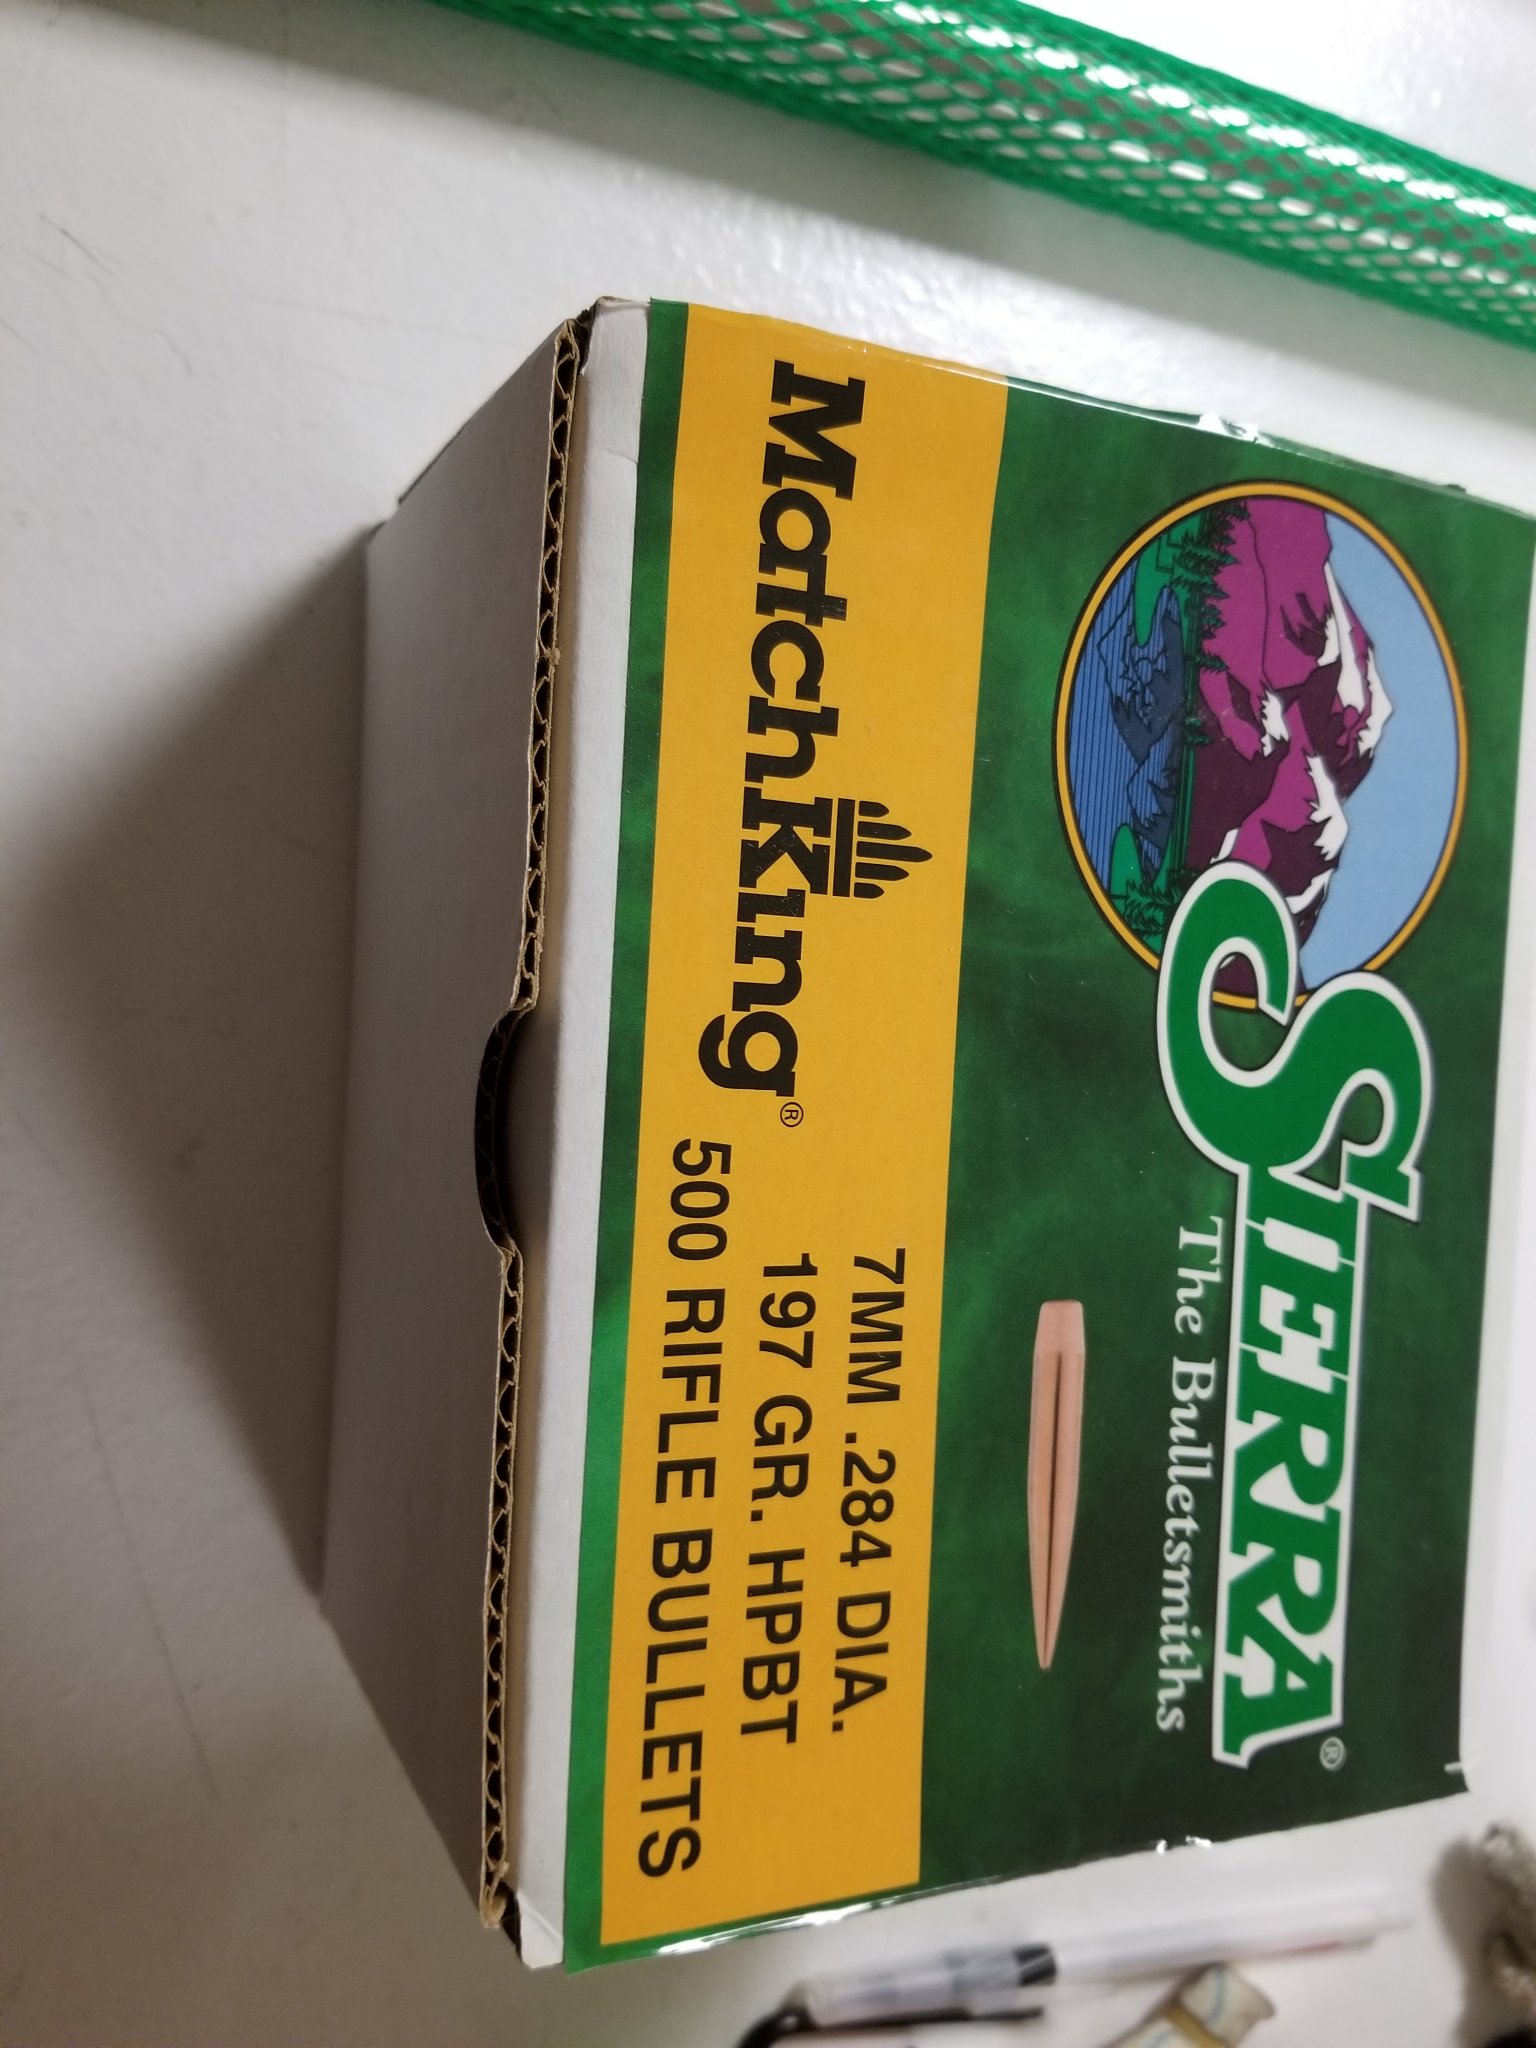 SIERRA®
The Bulletsmiths
MatchKing®
7MM .284 DIA.
197 GR. HPBT
500 RIFLE BULLETS